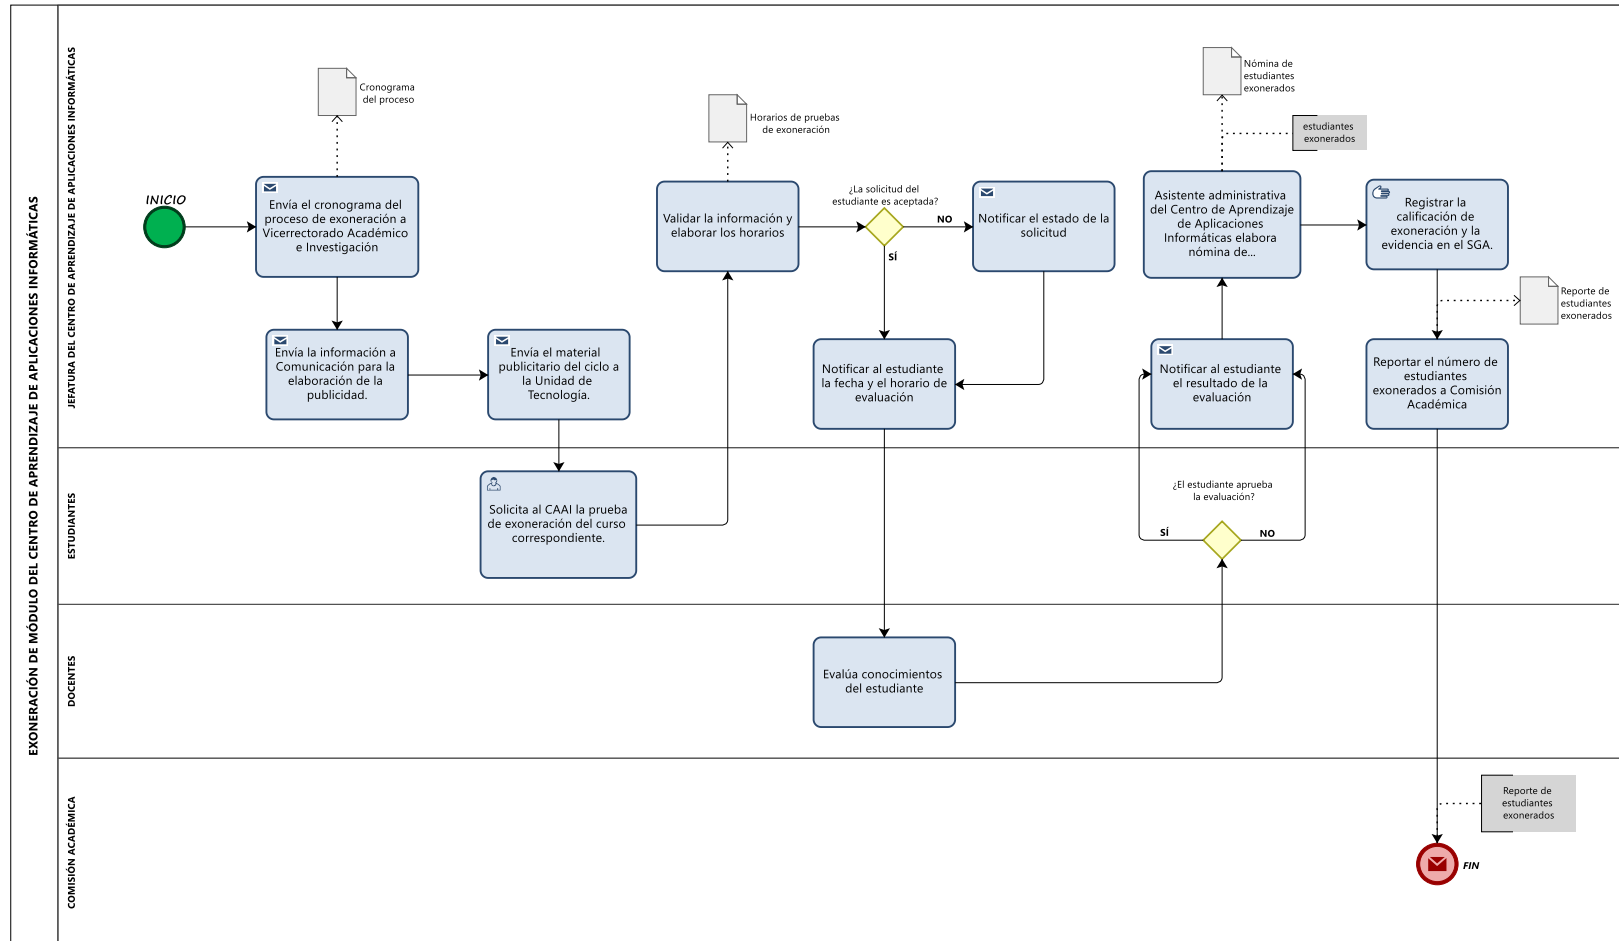 EXONERACIÓN DE MÓDULO DEL CENTRO DE APRENDIZAJE DE APLICACIONES INFORMÁTICAS
JEFATURA DEL CENTRO DE APRENDIZAJE DE APLICACIONES INFORMÁTICAS
INICIO
Cronograma
del proceso
Envía el cronograma del
proceso de exoneración a
Vicerrectorado Académico
e Investigación
Envía la información a
Comunicación para la
elaboración de la
publicidad.
Envía el material
publicitario del ciclo a
la Unidad de
Tecnología.
Horarios de pruebas
de exoneración
Validar la información y
elaborar los horarios
¿La solicitud del
estudiante es aceptada?
NO
SÍ
Notificar el estado de la
solicitud
Notificar al estudiante
la fecha y el horario de
evaluación
Nómina de
estudiantes
exonerados
estudiantes
exonerados
Asistente administrativa
del Centro de Aprendizaje
de Aplicaciones
Informáticas elabora
nómina de...
Registrar la
calificación de
exoneración y la
evidencia en el SGA.
Reporte de
estudiantes
exonerados
Notificar al estudiante
el resultado de la
evaluación
Reportar el número de
estudiantes
exonerados a Comisión
Académica
ESTUDIANTES
Solicita al CAAI la prueba
de exoneración del curso
correspondiente.
¿El estudiante aprueba
la evaluación?
SÍ
NO
DOCENTES
Evalúa conocimientos
del estudiante
COMISIÓN ACADÉMICA
Reporte de
estudiantes
exonerados
FIN